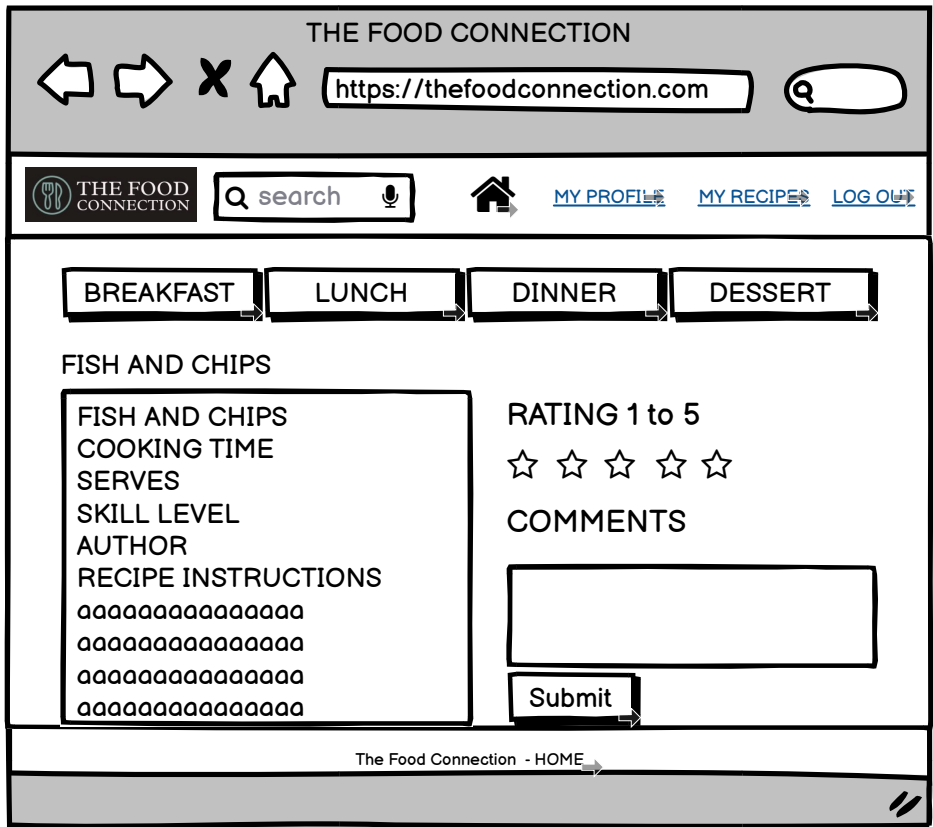 THE FOOD CONNECTION
https://thefoodconnection.com
THE FOOD
CONNECTION
search
MY PROFILE
MY RECIPES
LOG OUT
BREAKFAST
LUNCH
DINNER
DESSERT
FISH AND CHIPS
FISH AND CHIPS
COOKING TIME
SERVES
SKILL LEVEL
AUTHOR
RECIPE INSTRUCTIONS
aaaaaaaaaaaaaaa
aaaaaaaaaaaaaaa
aaaaaaaaaaaaaaa
aaaaaaaaaaaaaaa
RATING 1 to 5
COMMENTS
Submit
The Food Connection - HOME